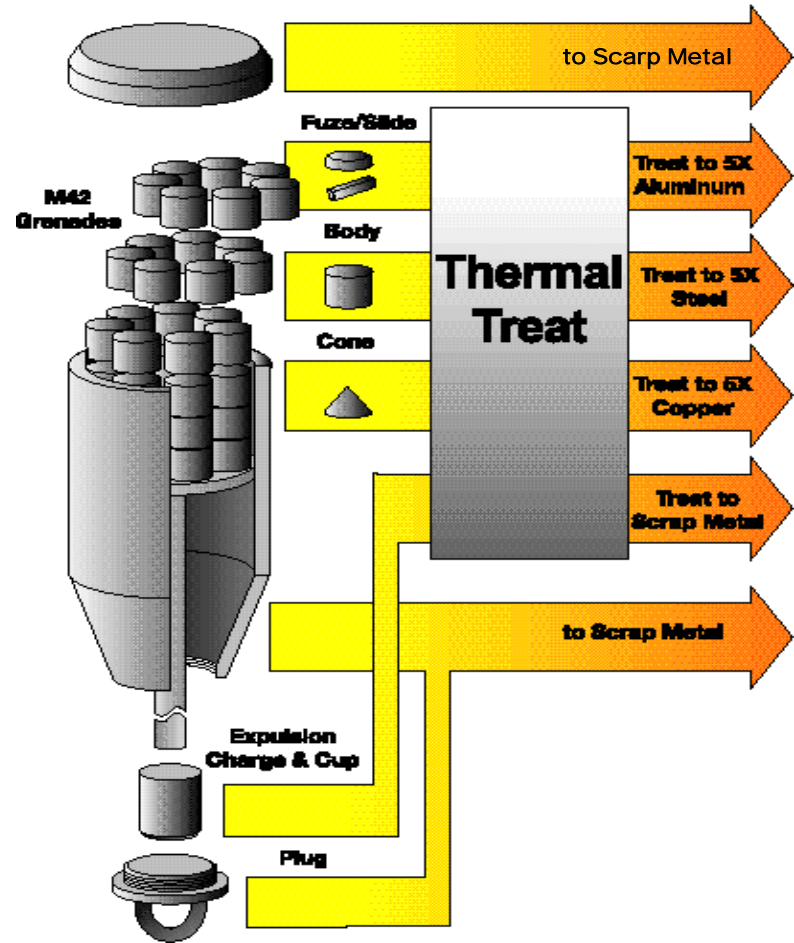 to Scarp Metal
Fuze/Slide
Treat to 5X
Aluminum
M42
Grenades
Body
Thermal
Treat
Treat to 5X
Steel
Cone
Treat to 5X
Copper
Treat to
Scrap Metal
to Scrap Metal
Expulsion
Charge & Cup
Plug